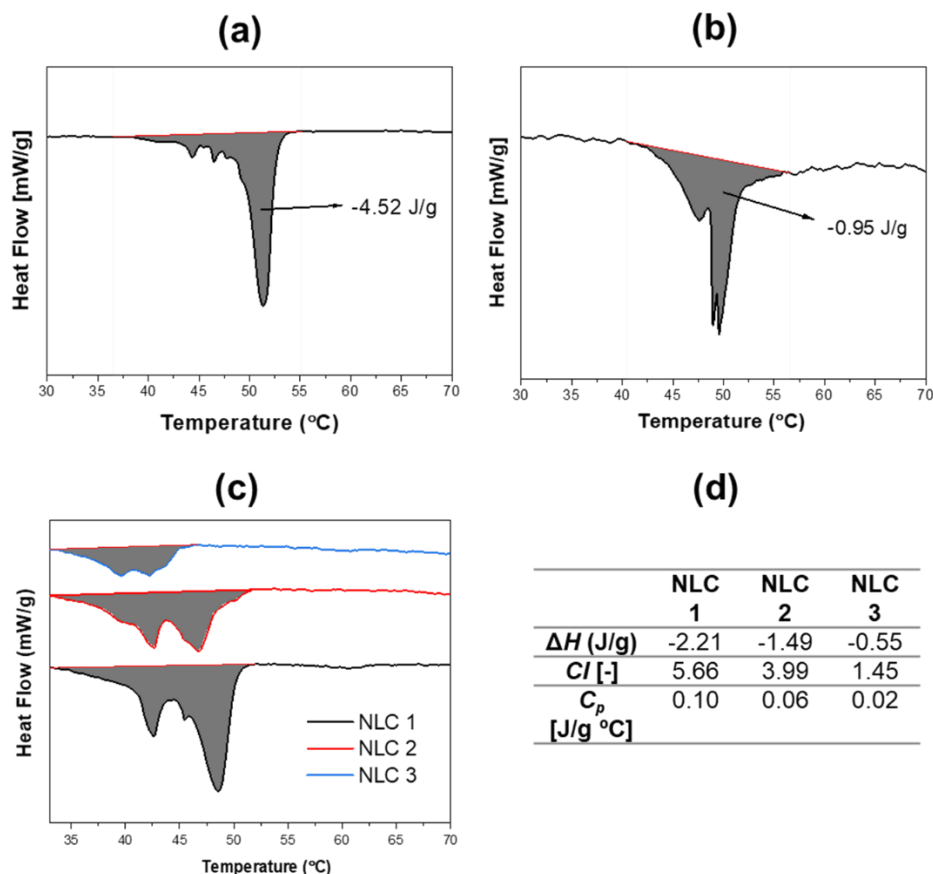 (a)
Heat Flow [mW/g]
-4.52 J/g
30 35 40 45 50 55 60 65 70
Temperature (°C)
(b)
Heat Flow [mW/g]
-0.95 J/g
30 35 40 45 50 55 60 65 70
Temperature (°C)
(c)
Heat Flow (mW/g)
NLC 1
NLC 2
NLC 3
35 40 45 50 55 60 65 70
Temperature (°C)
(d)
NLC NLC NLC
1 2 3
ΔH (J/g) -2.21 -1.49 -0.55
CI [-] 5.66 3.99 1.45
Cp 0.10 0.06 0.02
[J/g ºC]